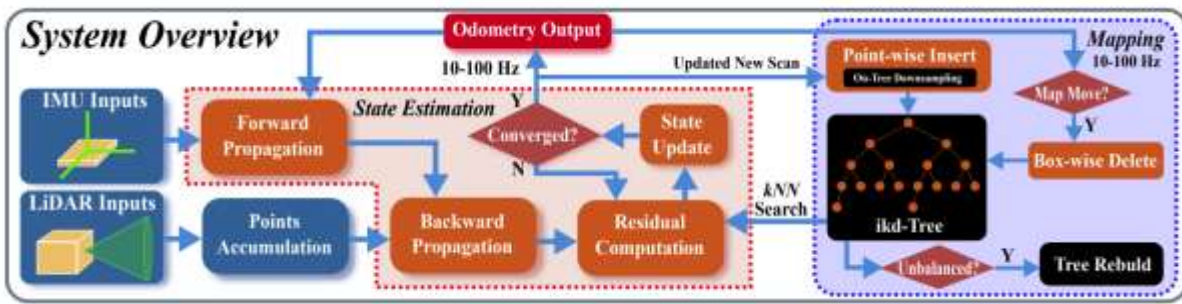 System Overview
Odometry Output
Mapping
10-100 Hz
10-100 Hz
Updated New Scan
Point-wise Insert
On-Tree Downsampling
Map Move?
IMU Inputs
State Estimation
Y
Forward
Propagation
Converged?
State
Update
N
Y
Box-wise Delete
LiDAR Inputs
Points
Accumulation
Backward
Propagation
Residual
Computation
kNN
Search
ikd-Tree
Unbalanced?
Y
Tree Rebuld